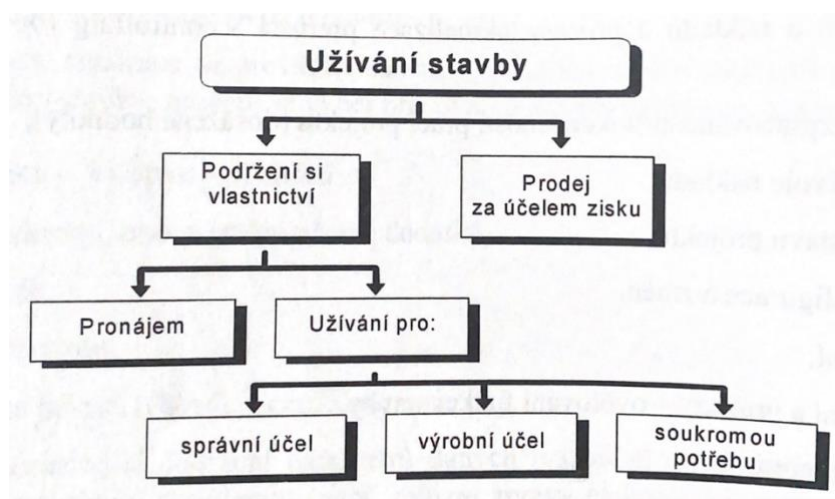 Užívání stavby
Podržení si
vlastnictví
Prodej
za účelem zisku
Pronájem
Užívání pro:
správní účel
výrobní účel
soukromou
potřebu